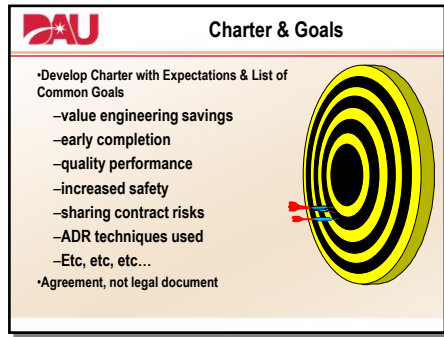 DAU
Charter & Goals
•Develop Charter with Expectations & List of
Common Goals
–value engineering savings
–early completion
–quality performance
–increased safety
–sharing contract risks
–ADR techniques used
–Etc, etc, etc…
•Agreement, not legal document